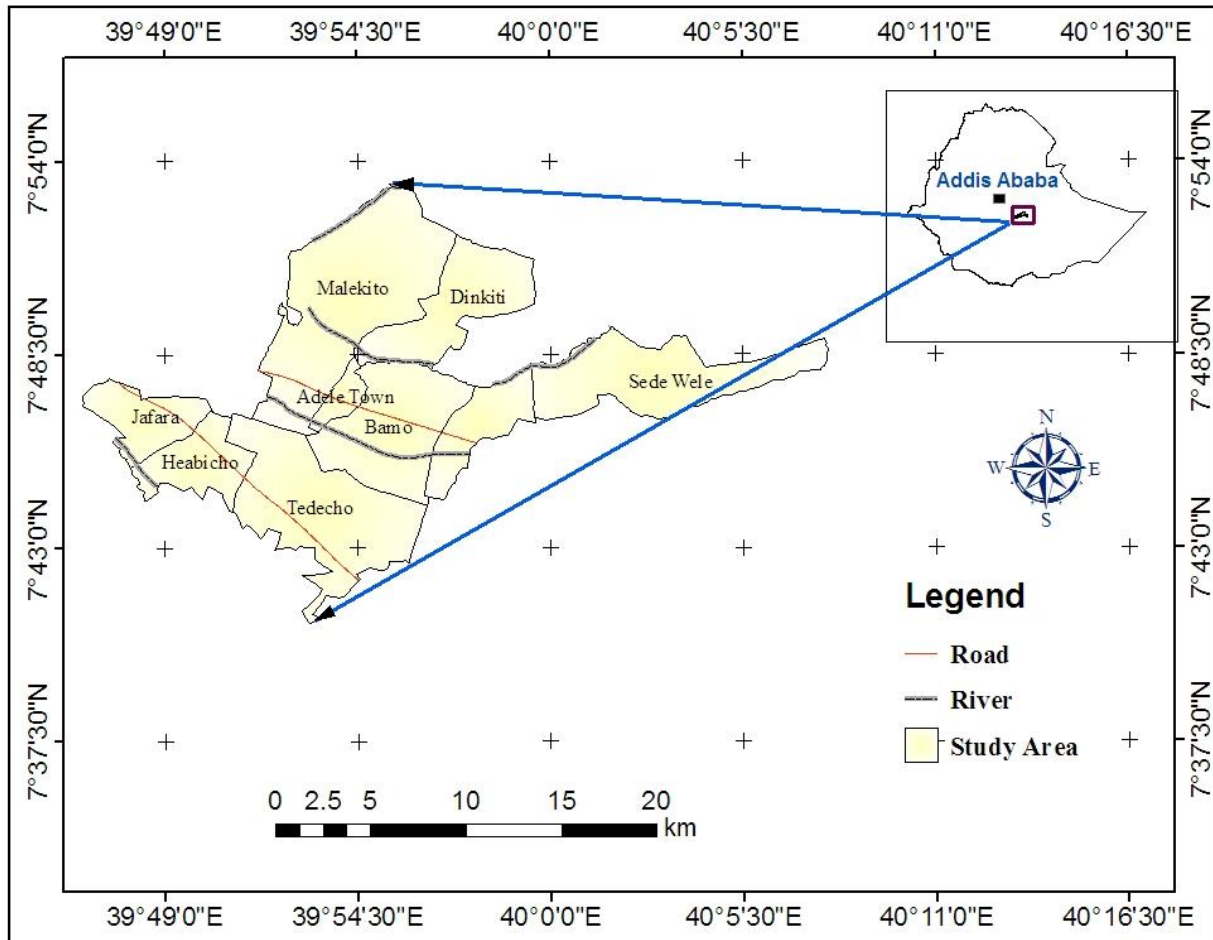 39°49'0"E 39°54'30"E 40°0'0"E 40°5'30"E 40°11'0"E 40°16'30"E
7°54'0"N
7°54'0"N
Addis Ababa
Malekito
Dinkiti
7°48'30"N
7°48'30"N
Sede Wele
Adele Town
Jafara
Bamo
Heabicho
N
W E
S
Tedecho
7°43'0"N
7°43'0"N
Legend
Road
River
Study Area
7°37'30"N
7°37'30"N
0 2.5 5 10 15 20
km
39°49'0"E 39°54'30"E 40°0'0"E 40°5'30"E 40°11'0"E 40°16'30"E